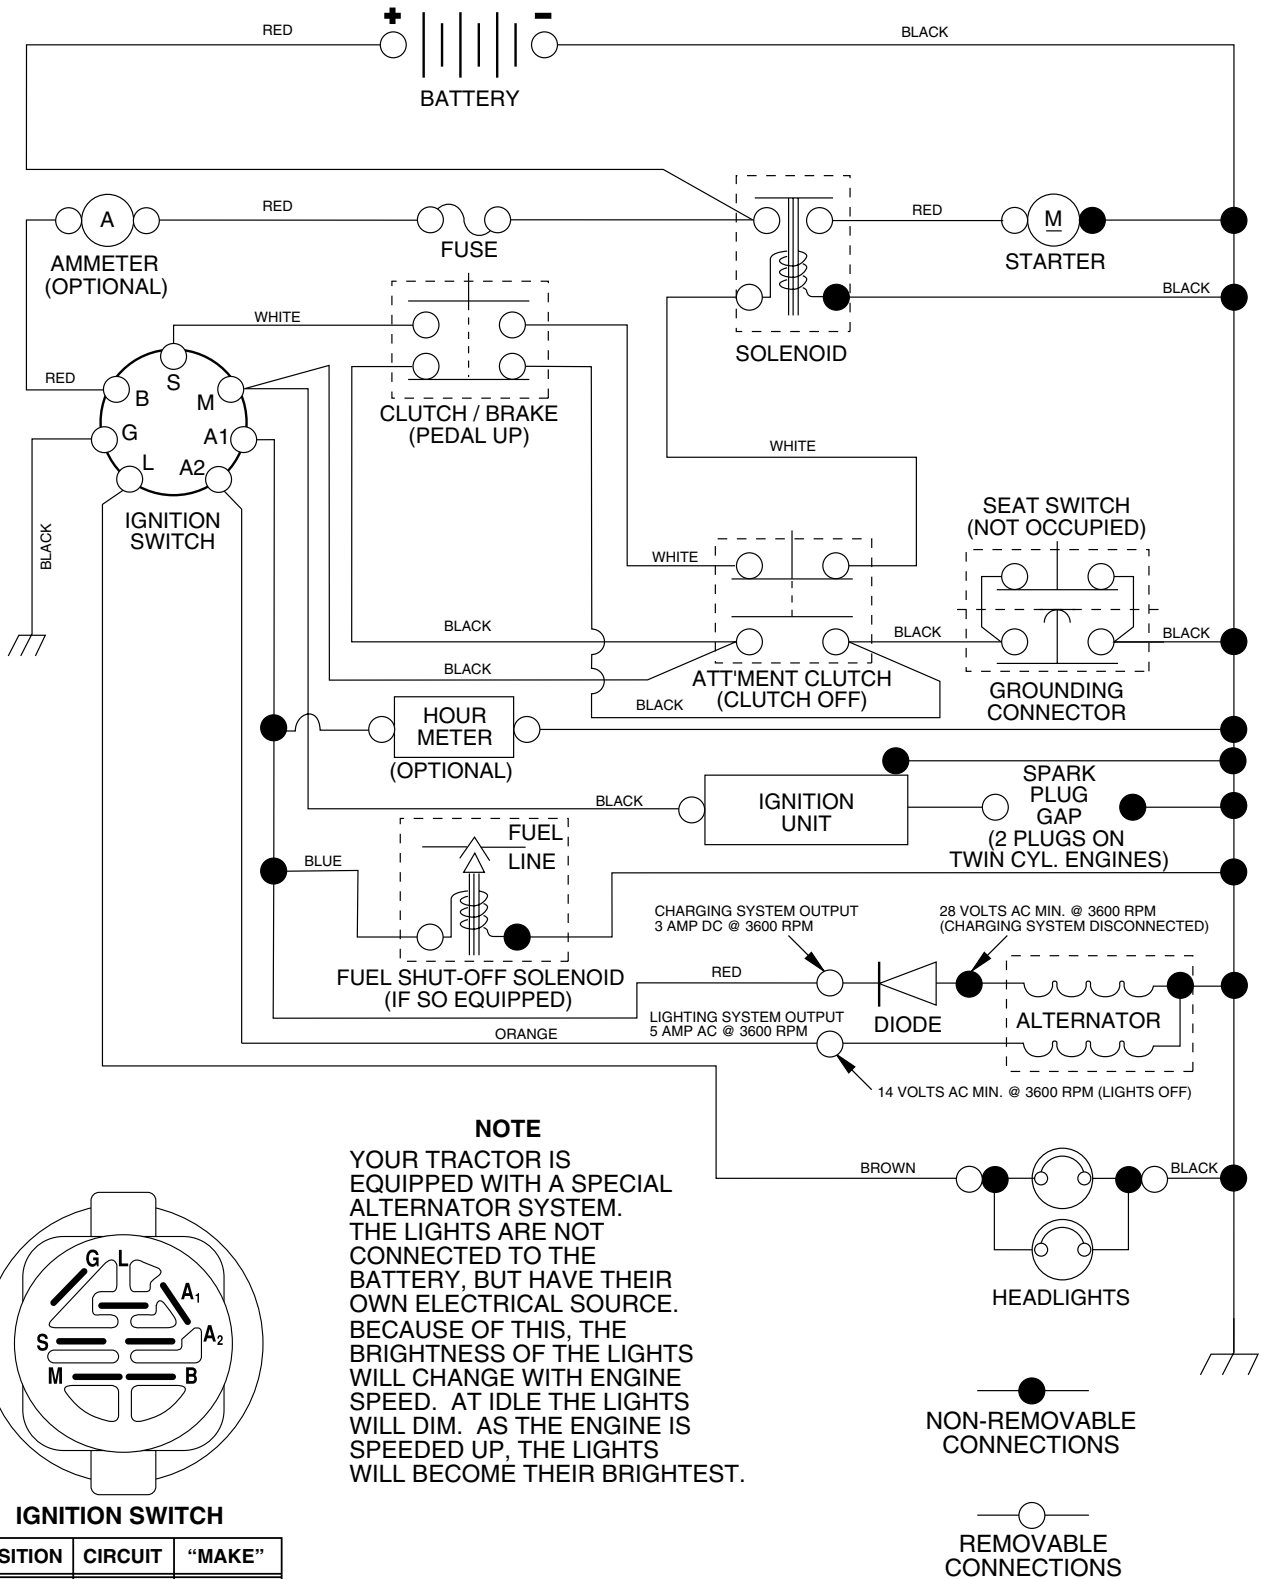 + −
RED
BLACK
BATTERY
A
RED
FUSE
RED
M
STARTER
AMMETER
(OPTIONAL)
BLACK
WHITE
SOLENOID
RED
S
B
M
G
A1
L
A2
CLUTCH / BRAKE
(PEDAL UP)
WHITE
IGNITION
SWITCH
BLACK
SEAT SWITCH
(NOT OCCUPIED)
WHITE
BLACK
BLACK
BLACK
BLACK
ATT'MENT CLUTCH
(CLUTCH OFF)
GROUNDING
CONNECTOR
BLACK
HOUR
METER
(OPTIONAL)
BLACK
IGNITION
UNIT
SPARK
PLUG
GAP
(2 PLUGS ON
TWIN CYL. ENGINES)
FUEL
LINE
BLUE
FUEL SHUT-OFF SOLENOID
(IF SO EQUIPPED)
CHARGING SYSTEM OUTPUT
3 AMP DC @ 3600 RPM
28 VOLTS AC MIN. @ 3600 RPM
(CHARGING SYSTEM DISCONNECTED)
RED
DIODE
ALTERNATOR
LIGHTING SYSTEM OUTPUT
5 AMP AC @ 3600 RPM
ORANGE
14 VOLTS AC MIN. @ 3600 RPM (LIGHTS OFF)
NOTE
YOUR TRACTOR IS
EQUIPPED WITH A SPECIAL
ALTERNATOR SYSTEM.
THE LIGHTS ARE NOT
CONNECTED TO THE
BATTERY, BUT HAVE THEIR
OWN ELECTRICAL SOURCE.
BECAUSE OF THIS, THE
BRIGHTNESS OF THE LIGHTS
WILL CHANGE WITH ENGINE
SPEED. AT IDLE THE LIGHTS
WILL DIM. AS THE ENGINE IS
SPEEDED UP, THE LIGHTS
WILL BECOME THEIR BRIGHTEST.
BROWN
BLACK
HEADLIGHTS
G L
A1
S
A2
M
B
IGNITION SWITCH
SITION CIRCUIT “MAKE”
NON-REMOVABLE
CONNECTIONS
REMOVABLE
CONNECTIONS